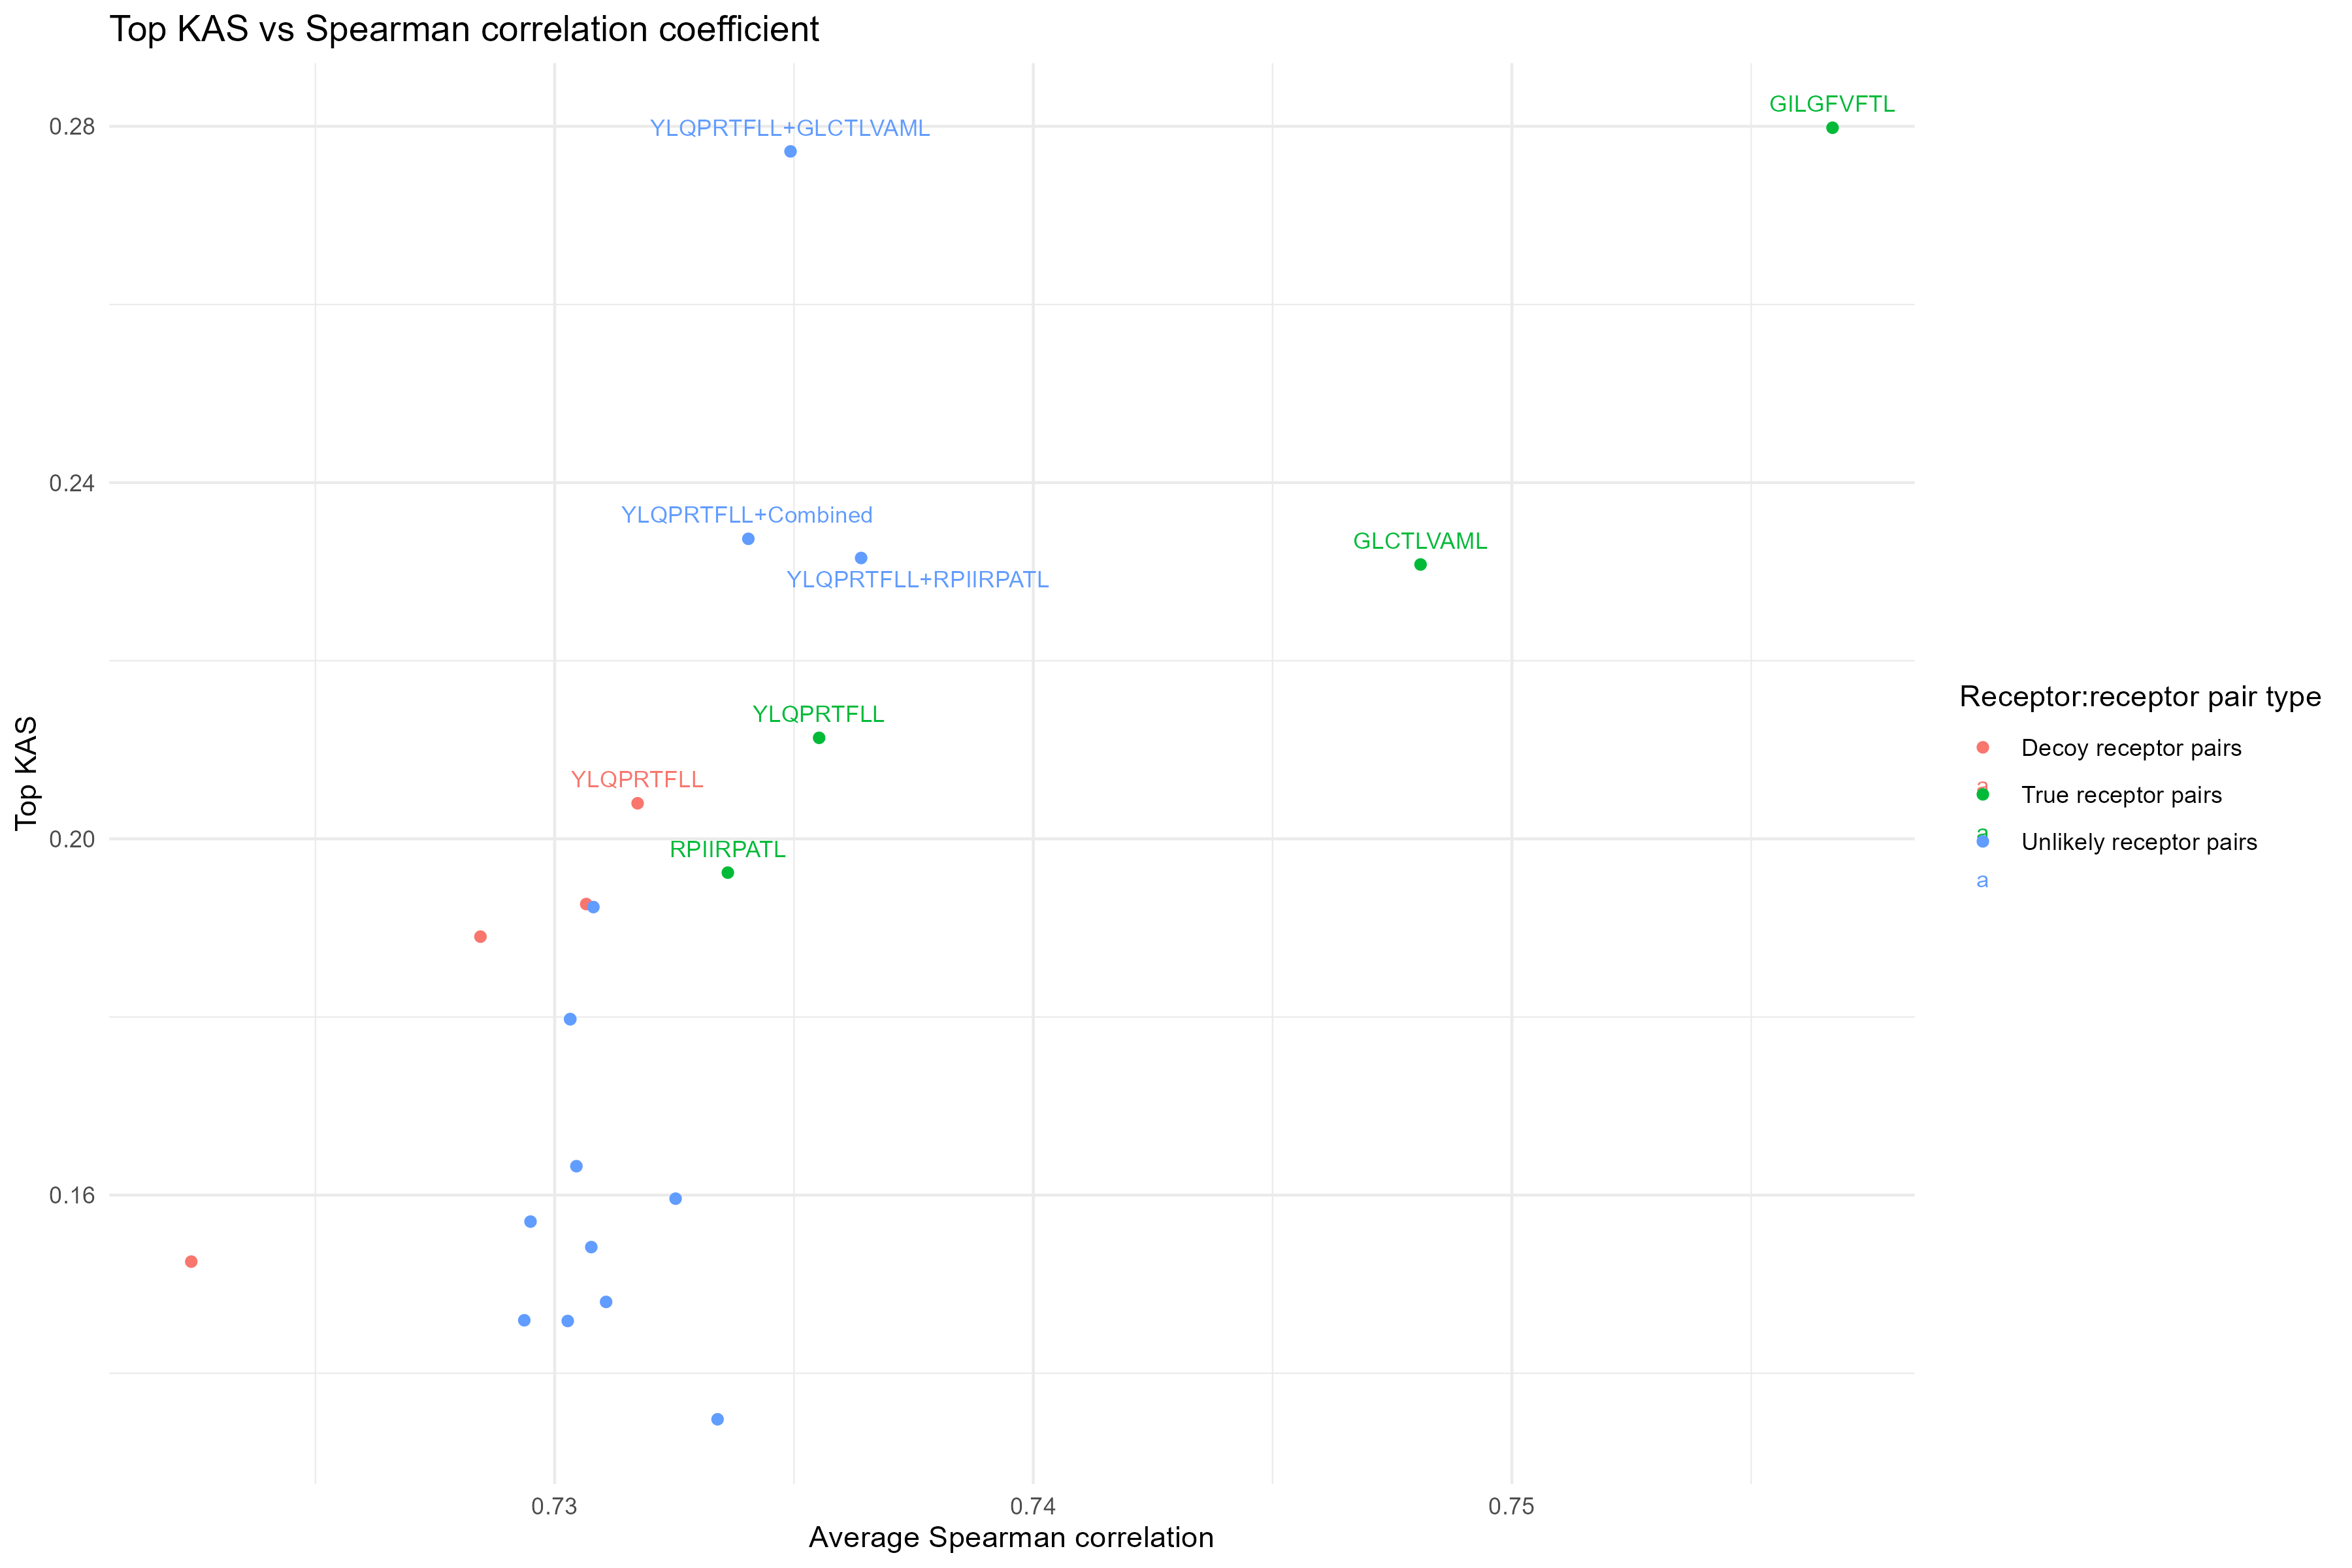 Top KAS vs Spearman correlation coefficient
GILGFVFTL
YLQPRTFLL+GLCTLVAML
0.28
0.24
YLQPRTFLL+Combined
GLCTLVAML
YLQPRTFLL+RPIIRPATL
YLQPRTFLL
YLQPRTFLL
RPIIRPATL
0.20
0.16
Top KAS
0.73
0.74
0.75
Average Spearman correlation
Receptor:receptor pair type
Decoy receptor pairs
a
True receptor pairs
a
Unlikely receptor pairs
a